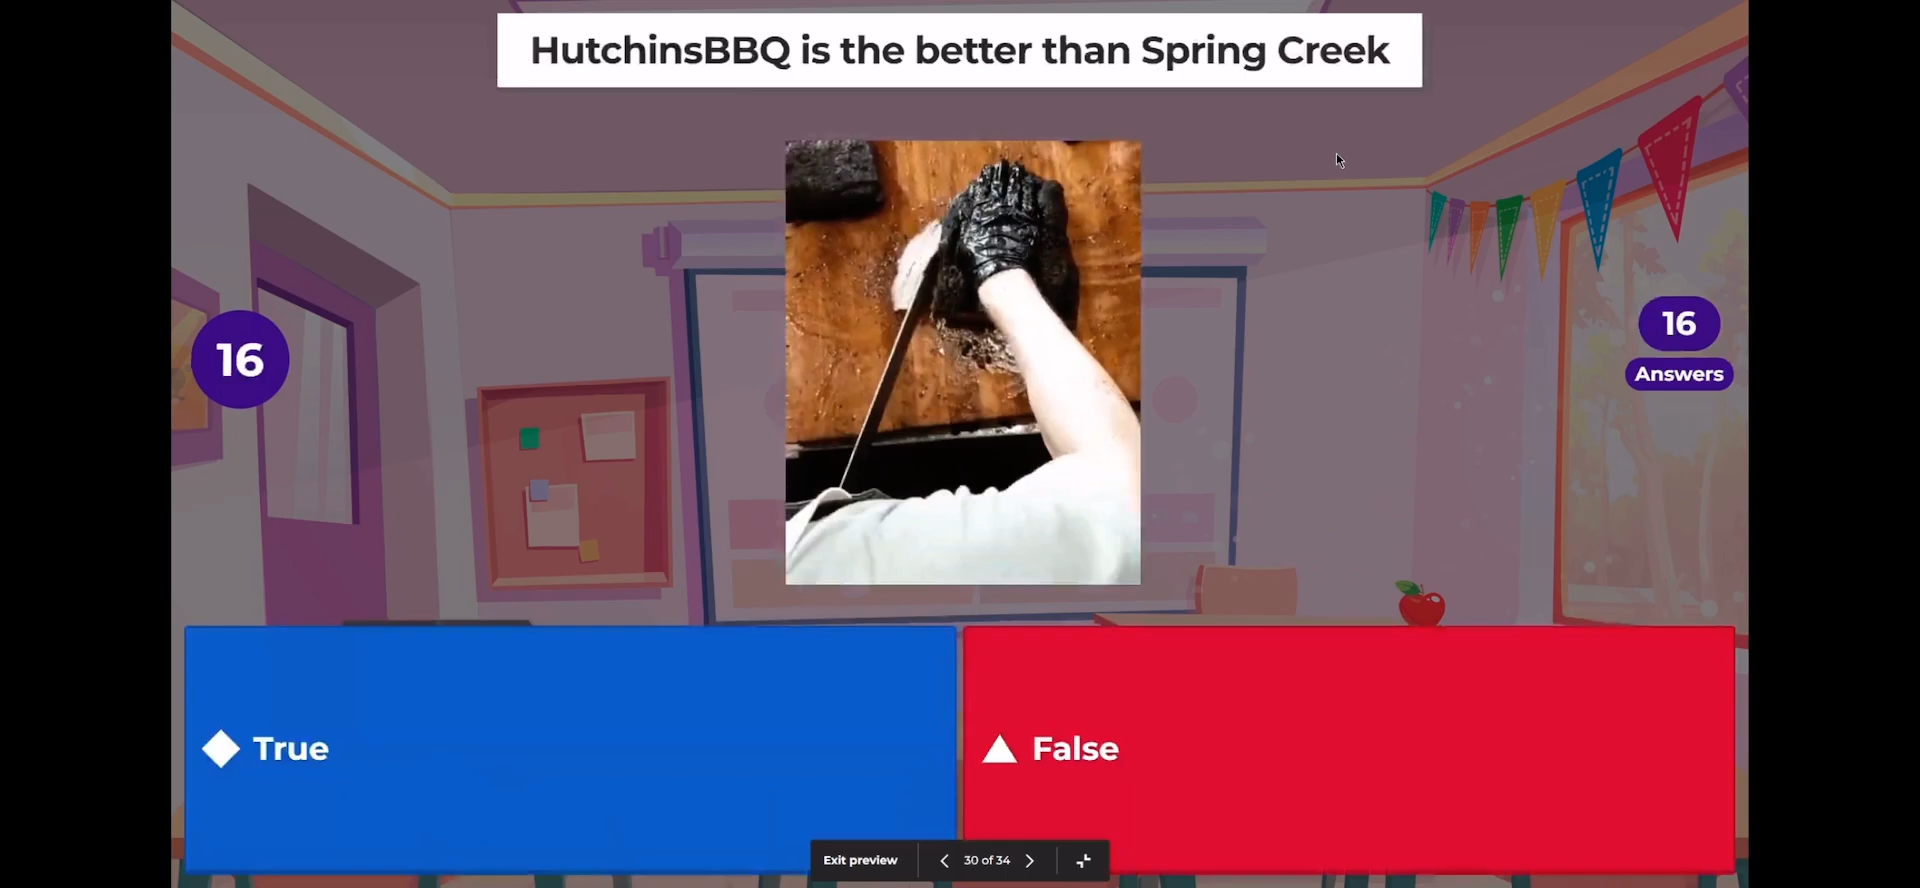 HutchinsBBQ is the better than Spring Creek
16
16
Answers
True
False
Exit preview
30 of 34